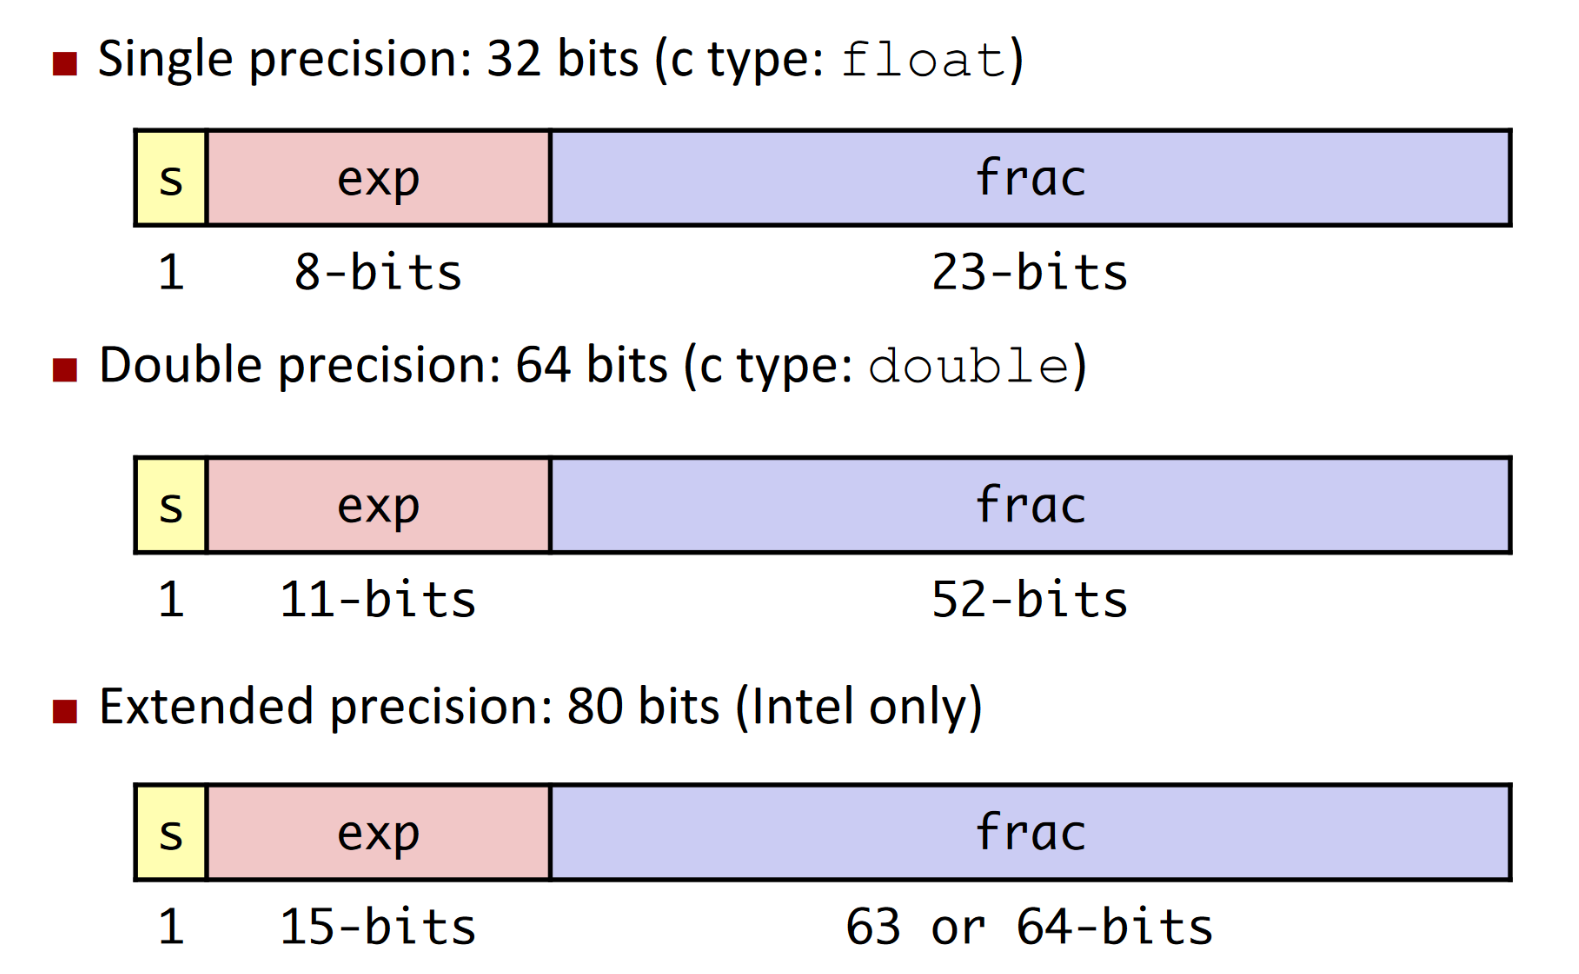 ■ Single precision: 32 bits (c type: float)
s exp frac
1 8-bits 23-bits
■ Double precision: 64 bits (c type: double)
s exp frac
1 11-bits 52-bits
■ Extended precision: 80 bits (Intel only)
s exp frac
1 15-bits 63 or 64-bits